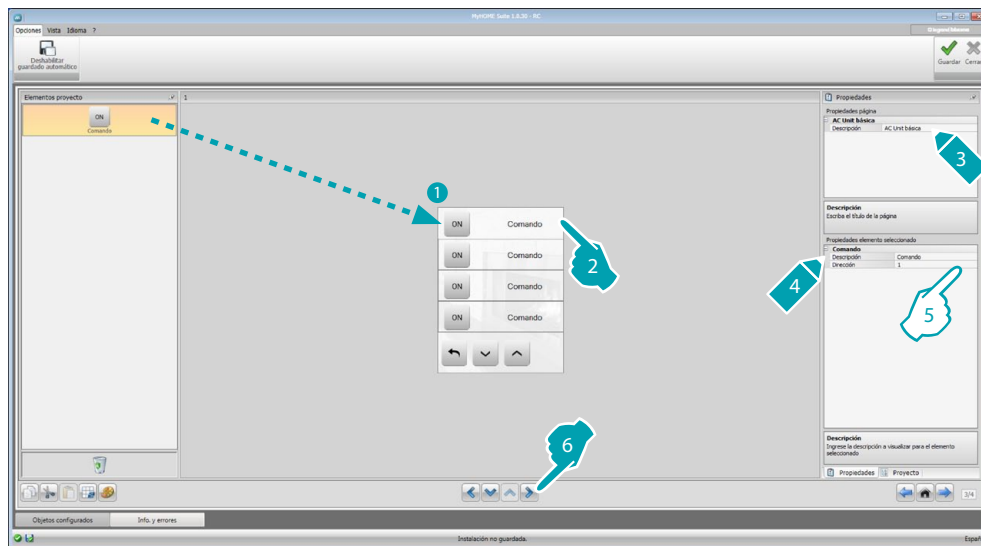 MyHOME Suite 1.0.30 - RC
Opciones Vista Idioma ?
Deshabilitar
guardado automático
Guardar Cerrar
Elementos proyecto
ON
Comando
1
1
ON Comando
ON Comando
ON Comando
ON Comando
2
Propiedades
Propiedades página
AC Unit básica
Descripción AC Unit básica
3
Descripción
Escriba el título de la página
Propiedades elemento seleccionado
Comando
Descripción Comando
Dirección 1
4
5
Descripción
Ingrese la descripción a visualizar para el elemento
seleccionado
Propiedades Proyecto
6
3/4
Objetos configurados Info. y errores
Instalación no guardada.
Españ